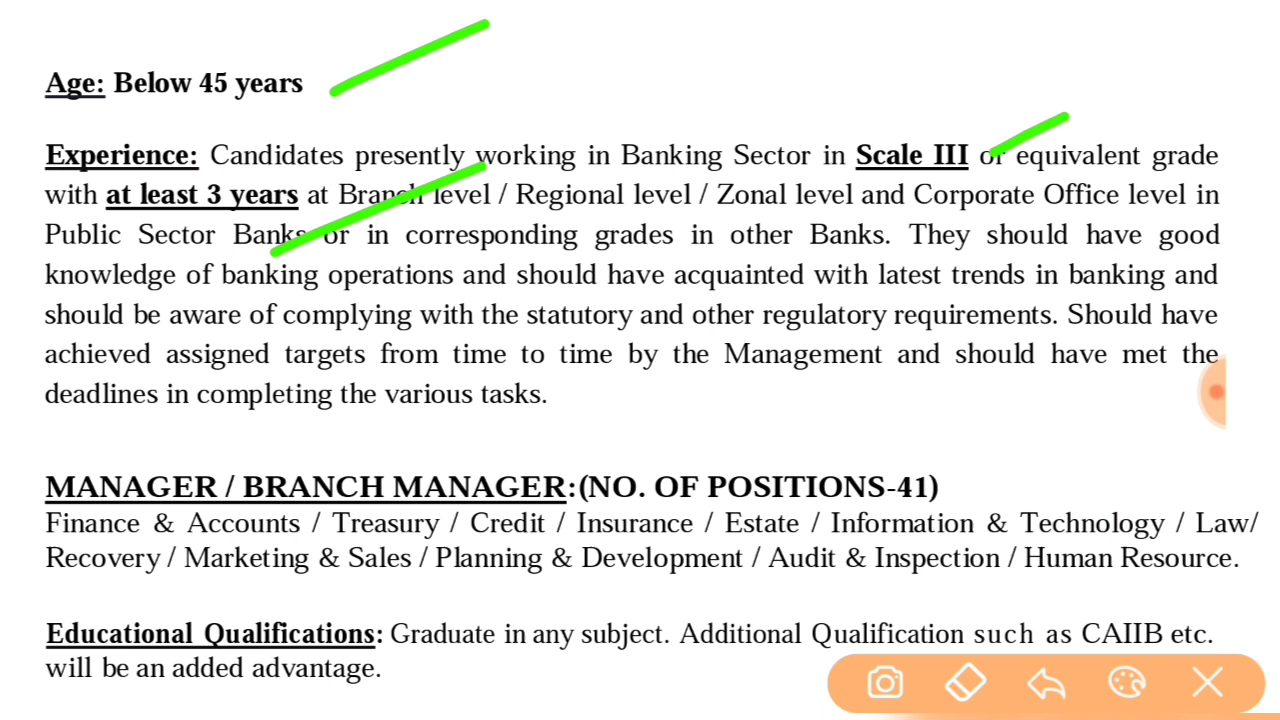 Age: Below 45 years
Experience: Candidates presently working in Banking Sector in Scale III or equivalent grade
with at least 3 years at Branch level / Regional level / Zonal level and Corporate Office level in
Public Sector Banks or in corresponding grades in other Banks. They should have good
knowledge of banking operations and should have acquainted with latest trends in banking and
should be aware of complying with the statutory and other regulatory requirements. Should have
achieved assigned targets from time to time by the Management and should have met the
deadlines in completing the various tasks.
MANAGER / BRANCH MANAGER:(NO. OF POSITIONS-41)
Finance & Accounts / Treasury / Credit / Insurance / Estate / Information & Technology / Law/
Recovery / Marketing & Sales / Planning & Development / Audit & Inspection / Human Resource.
Educational Qualifications: Graduate in any subject. Additional Qualification such as CAIIB etc.
will be an added advantage.